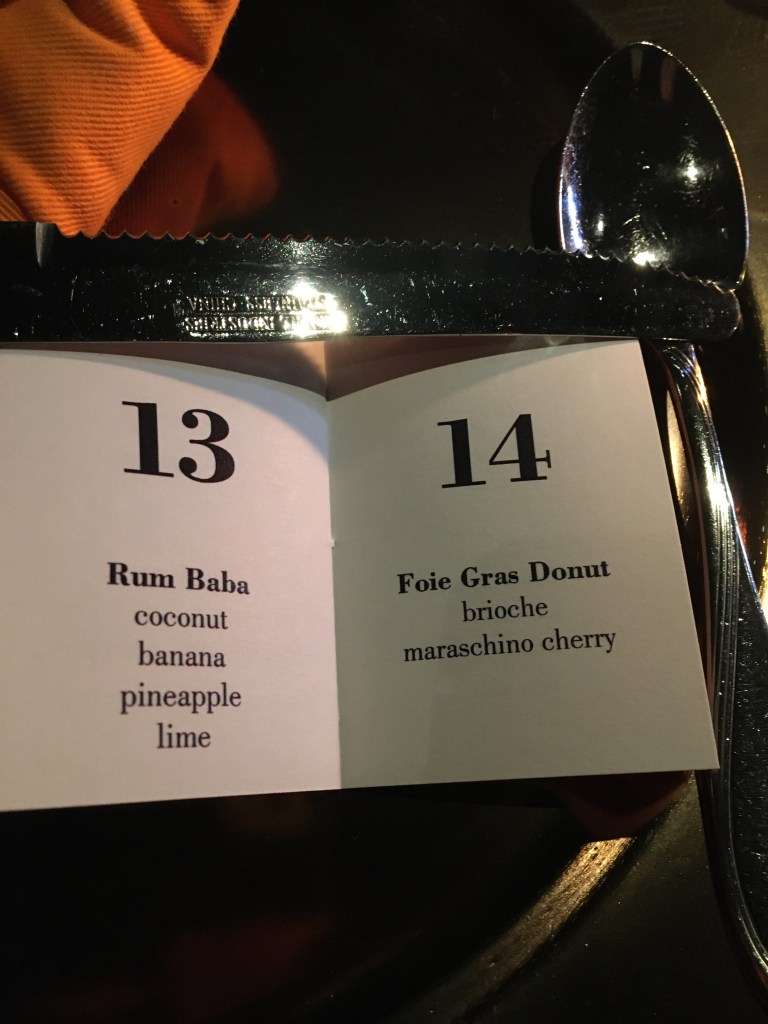 13
Rum Baba
coconut
banana
pineapple
lime
14
Foie Gras Donut
brioche
maraschino cherry